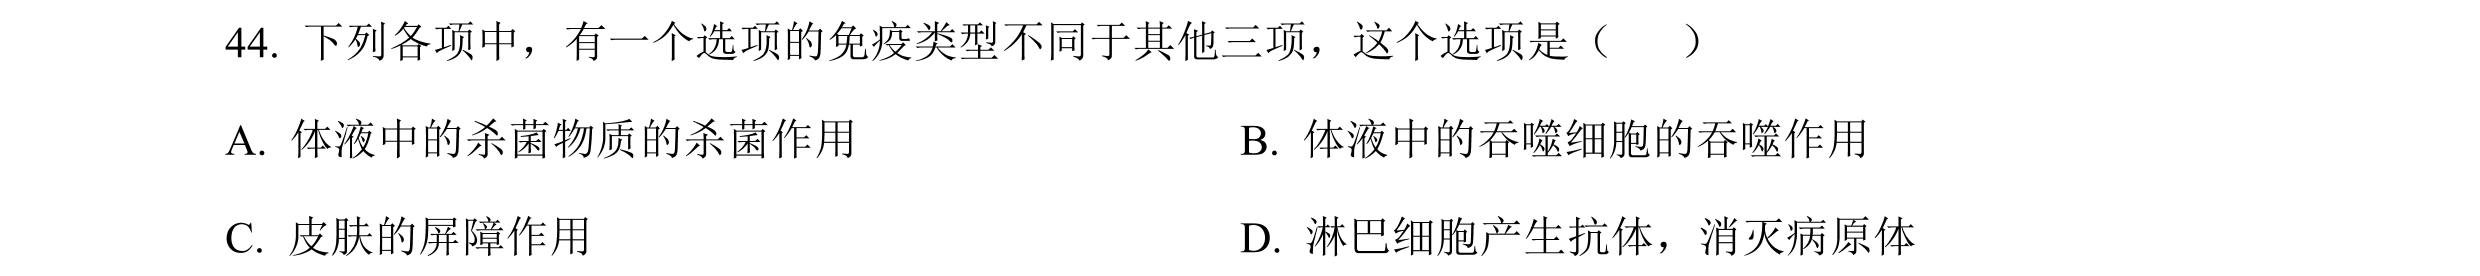 44. 下列各项中，有一个选项的免疫类型不同于其他三项，这个选项是（　　）
A. 体液中的杀菌物质的杀菌作用　　B. 体液中的吞噬细胞的吞噬作用
C. 皮肤的屏障作用　　D. 淋巴细胞产生抗体，消灭病原体